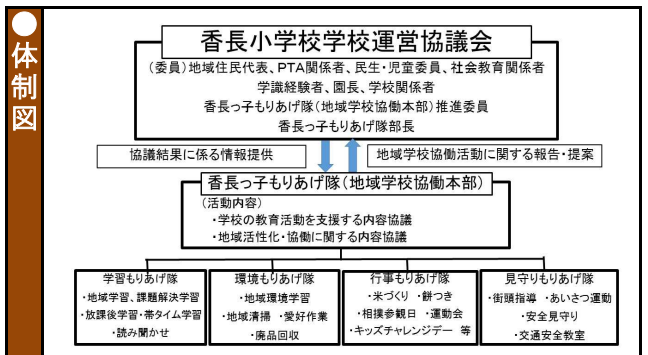 ●体制図
香長小学校学校運営協議会
(委員)地域住民代表、PTA関係者、民生・児童委員、社会教育関係者
学識経験者、園長、学校関係者
香長っ子もりあげ隊(地域学校協働本部)推進委員
香長っ子もりあげ隊部長
協議結果に係る情報提供
地域学校協働活動に関する報告・提案
香長っ子もりあげ隊(地域学校協働本部)
(活動内容)
・学校の教育活動を支援する内容協議
・地域活性化・協働に関する内容協議
学習もりあげ隊
・地域学習、課題解決学習
・放課後学習・帯タイム学習
・読み聞かせ
環境もりあげ隊
・地域環境学習
・地域清掃 ・愛好作業
・廃品回収
行事もりあげ隊
・米づくり ・餅つき
・相撲参観日 ・運動会
・キッズチャレンジデー 等
見守りもりあげ隊
・街頭指導 ・あいさつ運動
・安全見守り
・交通安全教室